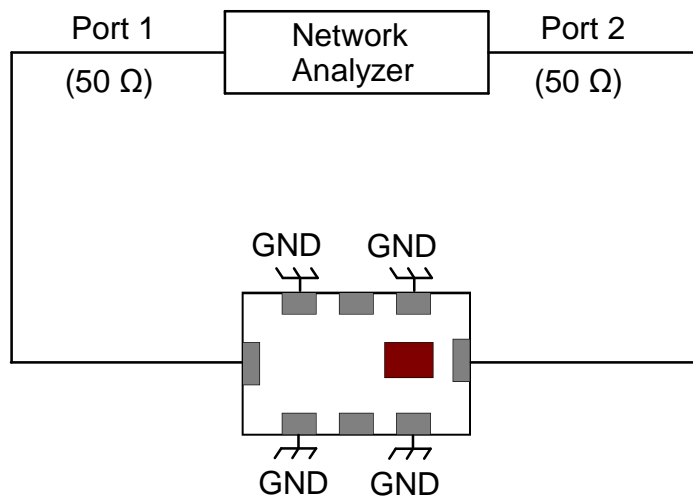 Port 1
Network
Analyzer
Port 2
(50 Ω)
(50 Ω)
GND
GND
GND
GND